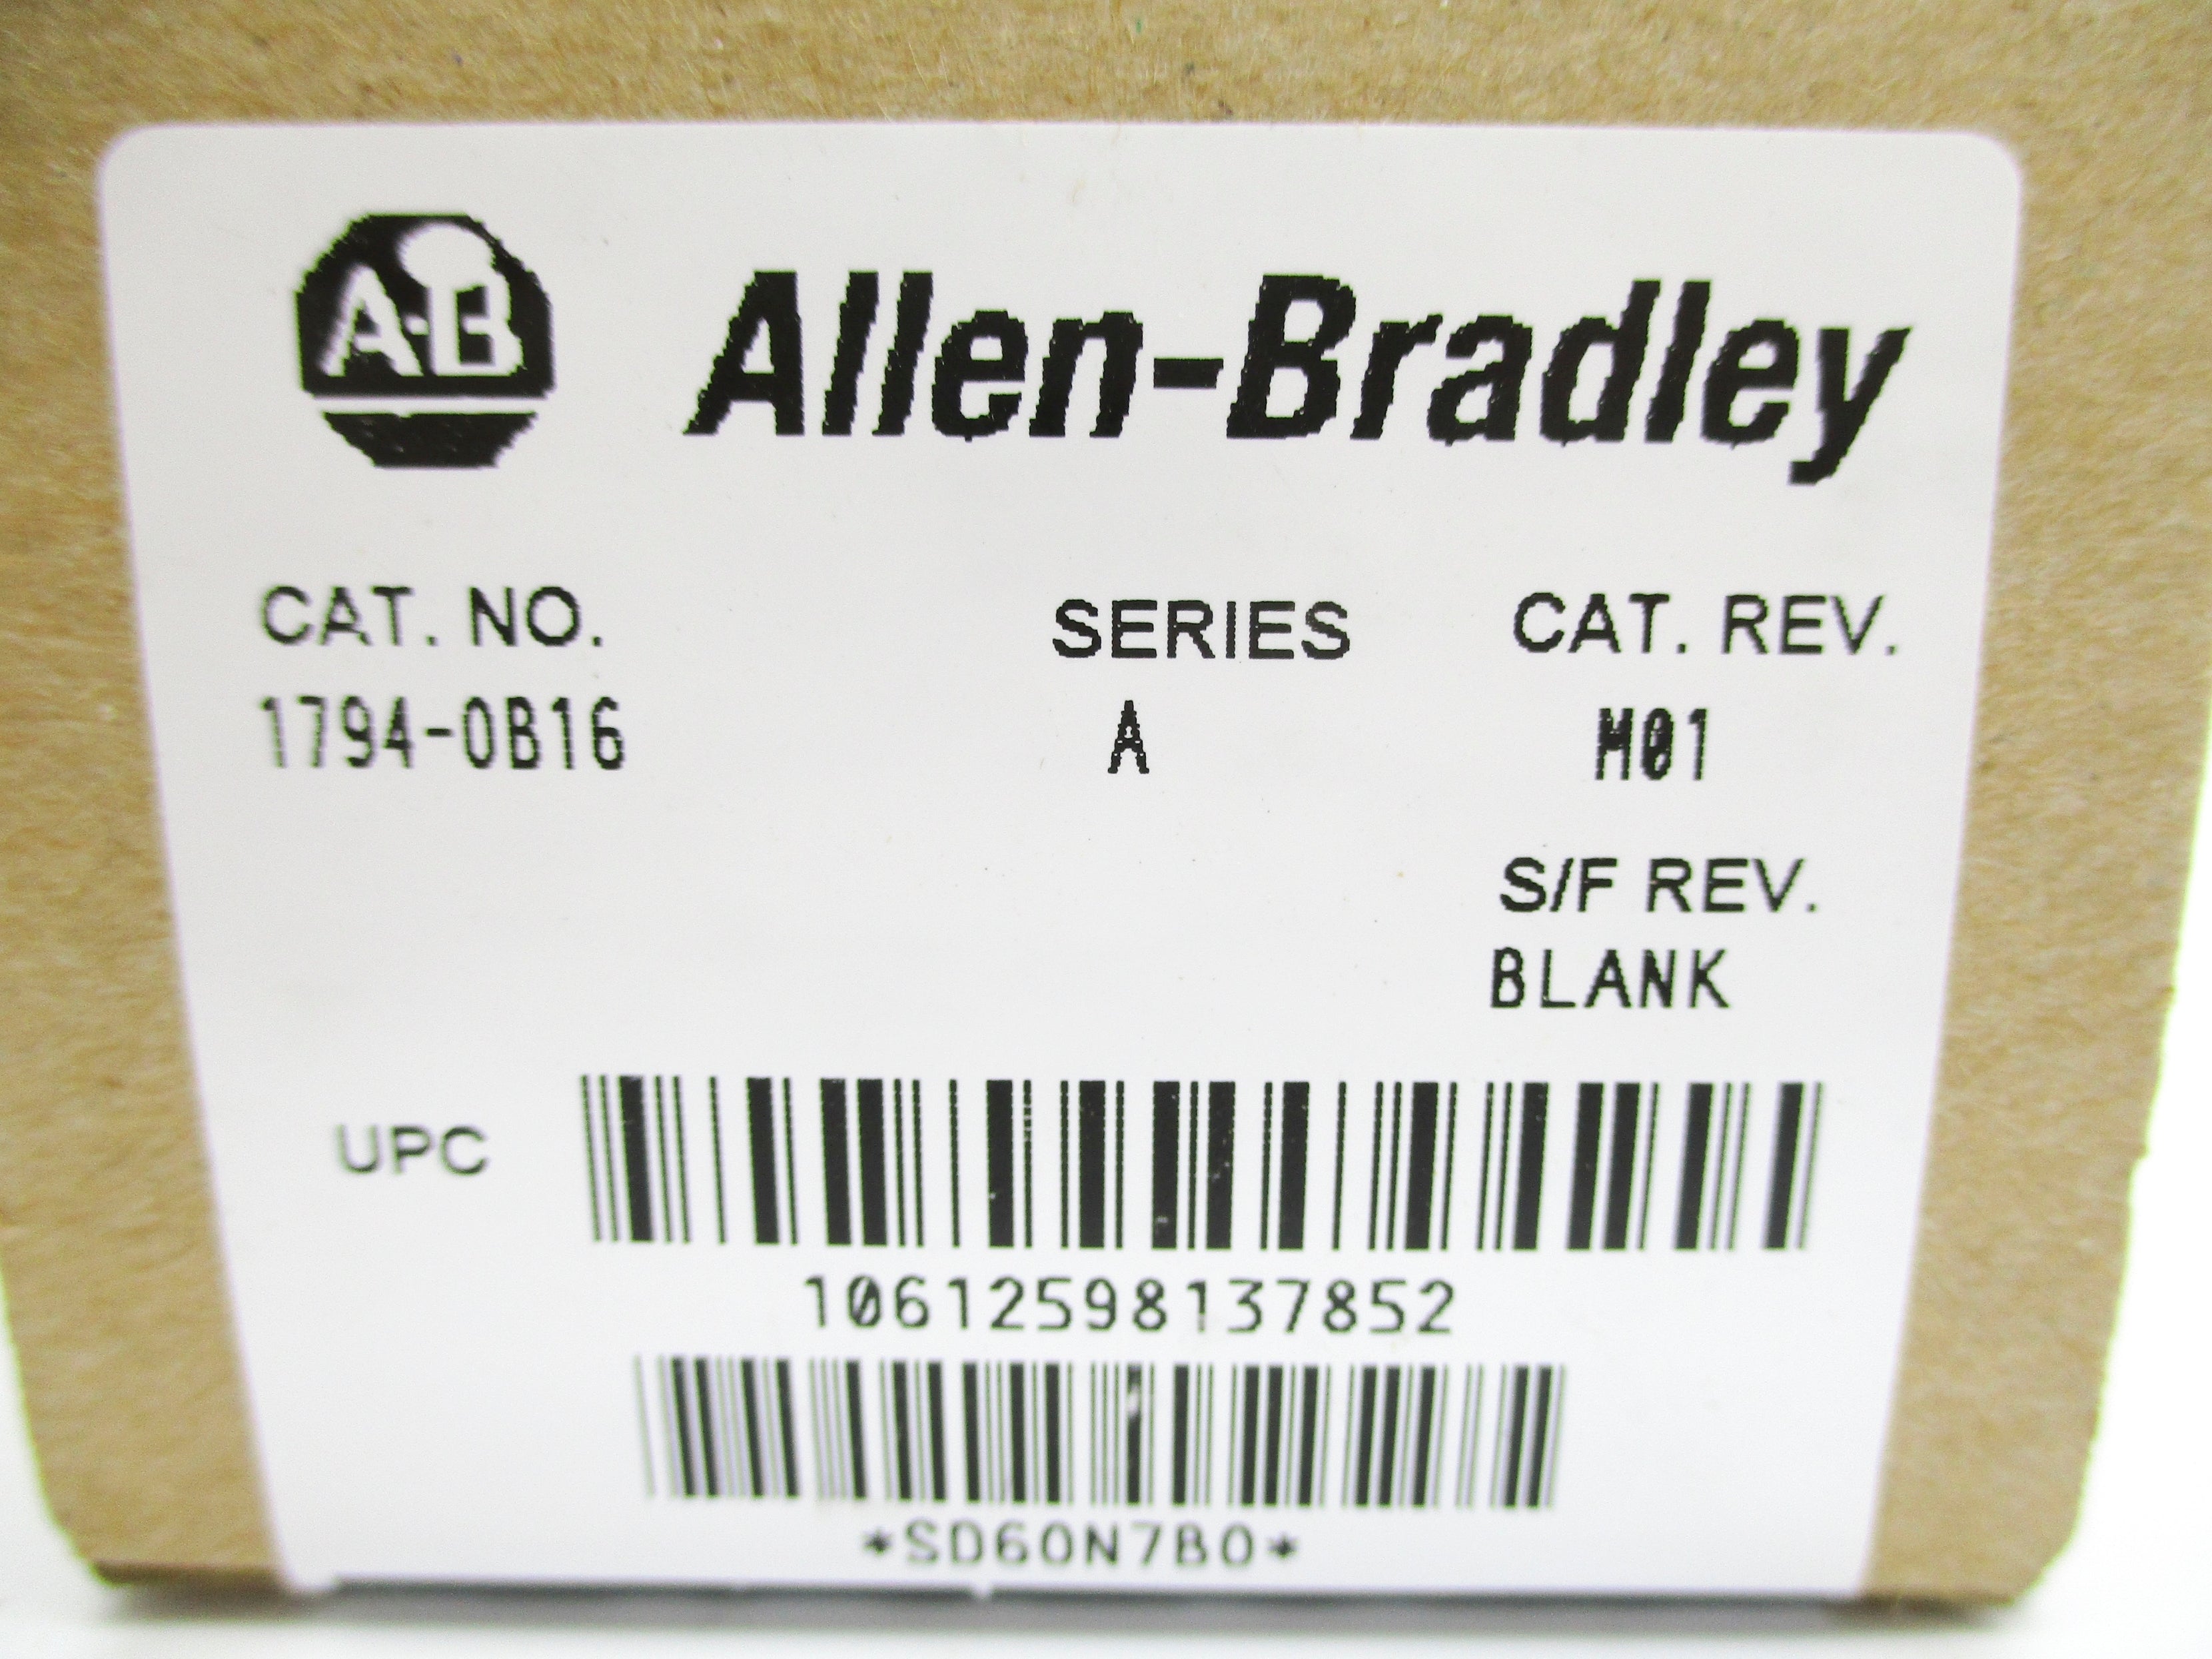 AB Allen-Bradley
CAT. NO. SERIES CAT. REV.
1794-OB16 A M01
S/F REV.
BLANK
UPC
10612598137852
*SD60N7B0*